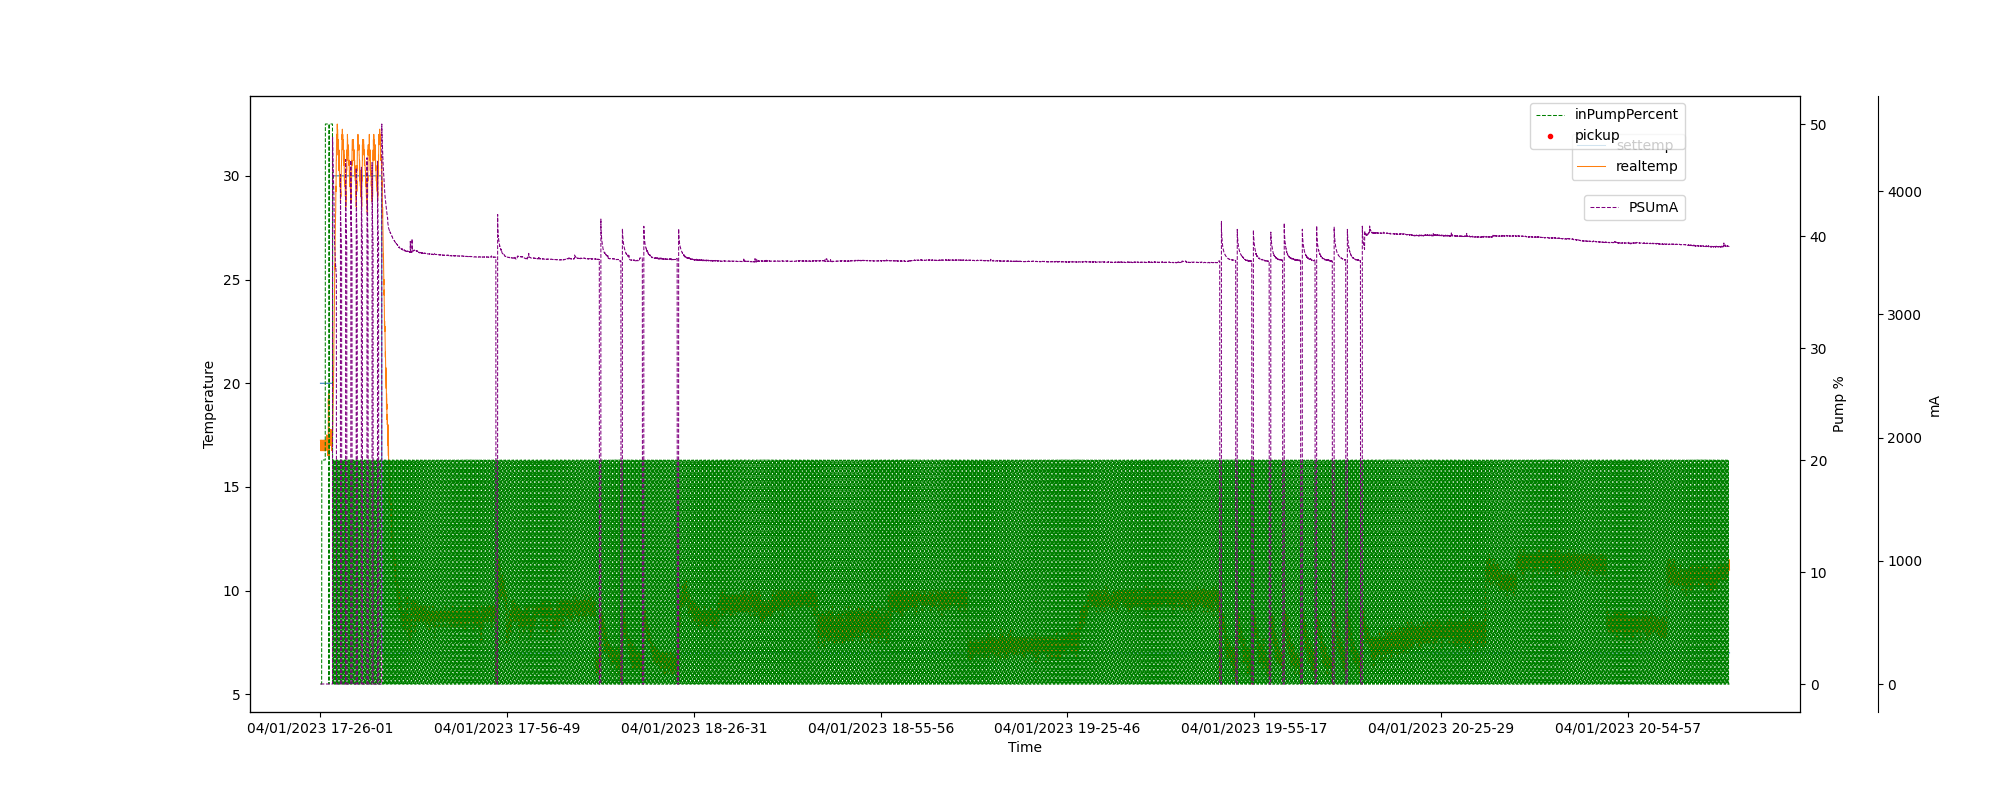 inPumpPercent
pickup
settemp
realtemp
PSUmA
30
25
20
15
10
5
Temperature
50
40
30
20
10
0
Pump %
4000
3000
2000
1000
0
mA
04/01/2023 17-26-01
04/01/2023 17-56-49
04/01/2023 18-26-31
04/01/2023 18-55-56
04/01/2023 19-25-46
04/01/2023 19-55-17
04/01/2023 20-25-29
04/01/2023 20-54-57
Time